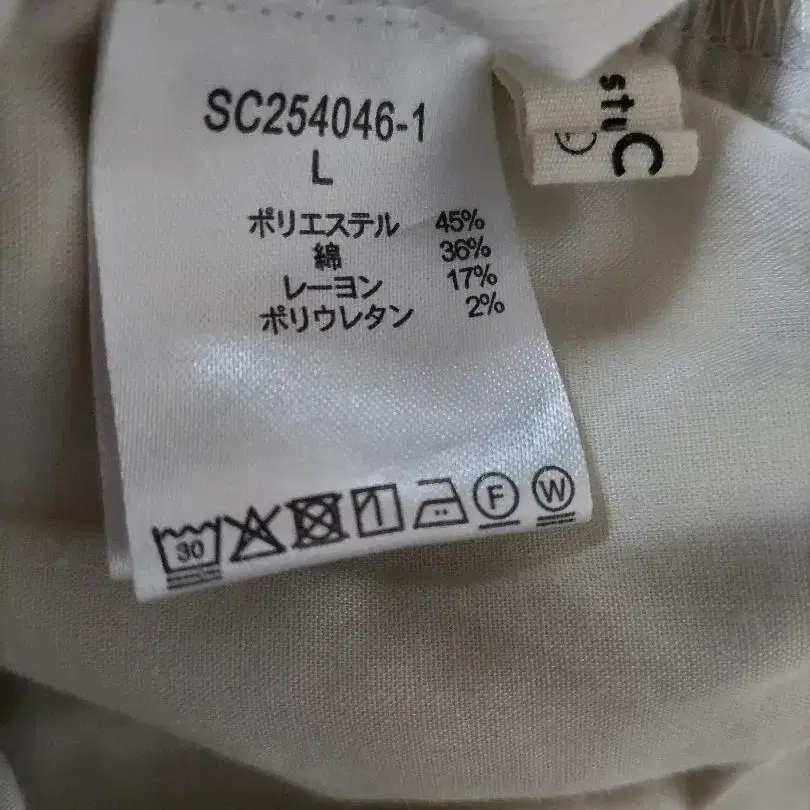 SC254046-1
L
ポリエステル 45%
綿 36%
レーヨン 17%
ポリウレタン 2%
30 F W